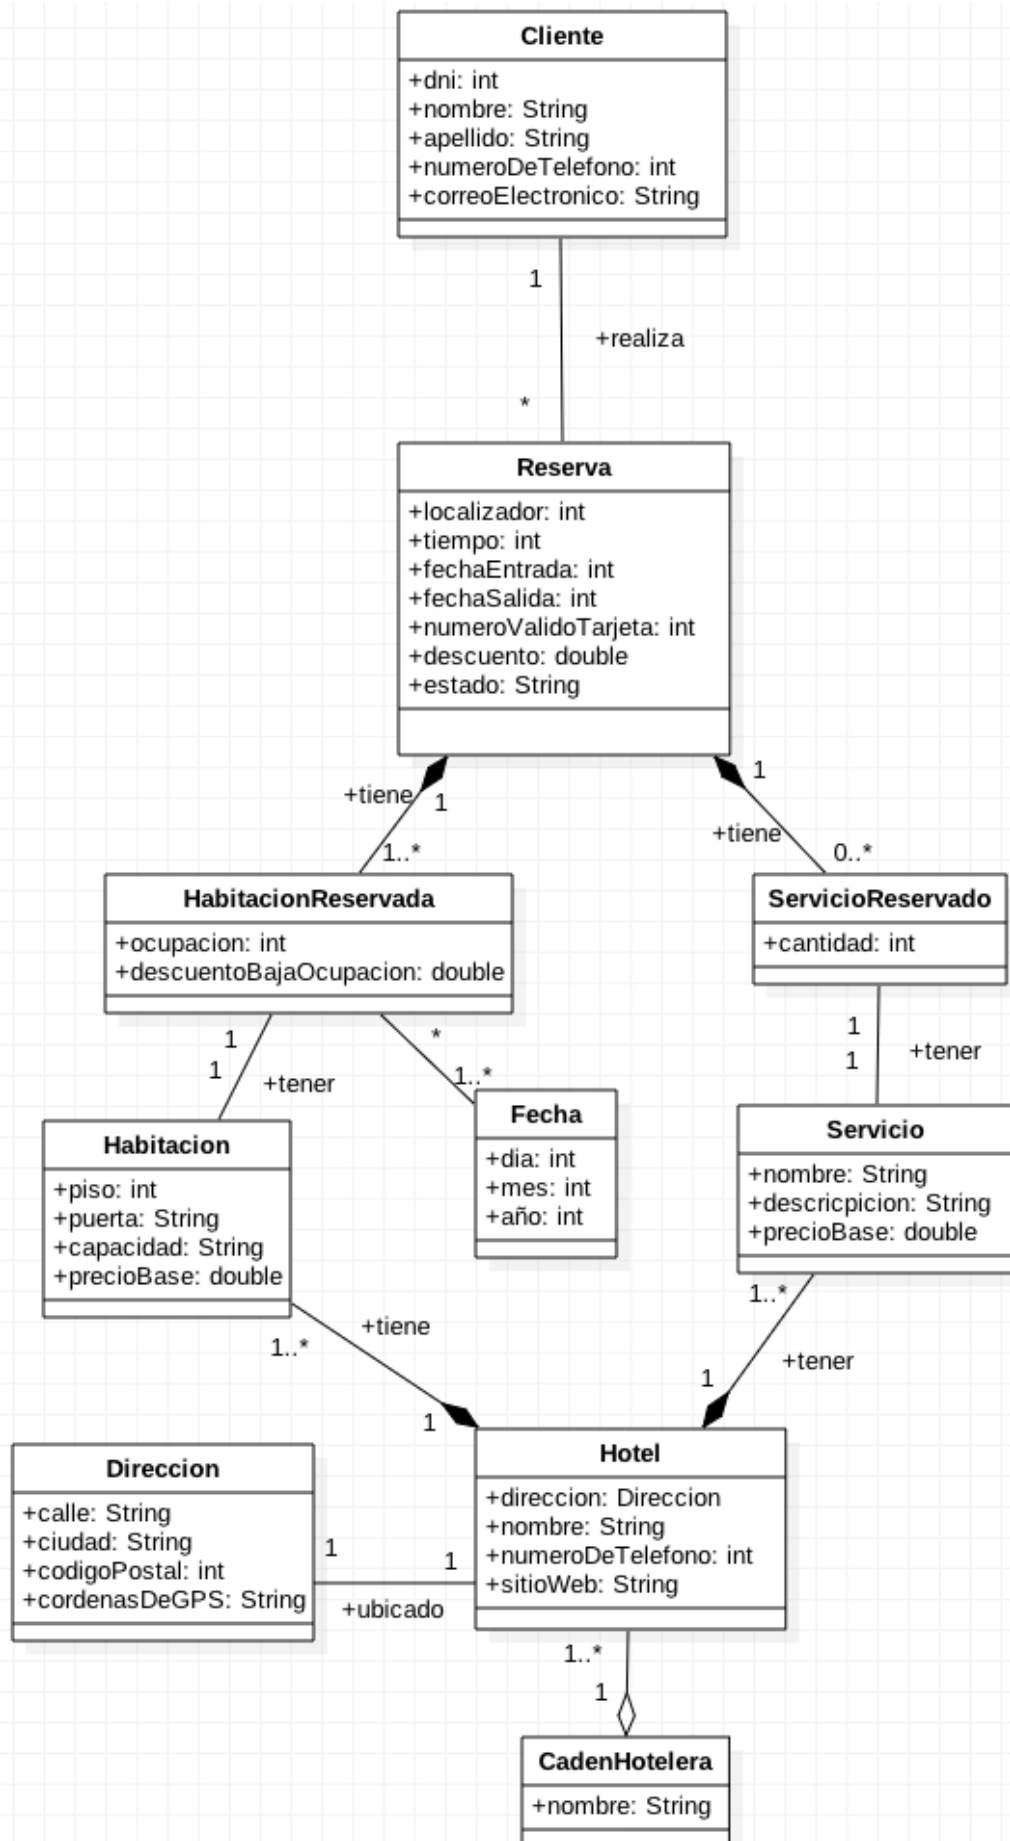 Cliente
+dni: int
+nombre: String
+apellido: String
+numeroDeTelefono: int
+correoElectronico: String
1
+realiza
*
Reserva
+localizador: int
+tiempo: int
+fechaEntrada: int
+fechaSalida: int
+numeroValidoTarjeta: int
+descuento: double
+estado: String
+tiene
1
1..*
1
+tiene
0..*
HabitacionReservada
+ocupacion: int
+descuentoBajaOcupacion: double
ServicioReservado
+cantidad: int
1
1
+tener
*
1..*
1
1
+tener
Habitacion
+piso: int
+puerta: String
+capacidad: String
+precioBase: double
Fecha
+dia: int
+mes: int
+año: int
Servicio
+nombre: String
+descricpicion: String
+precioBase: double
1..*
+tiene
1
1..*
+tener
1
Direccion
+calle: String
+ciudad: String
+codigoPostal: int
+cordenasDeGPS: String
1
1
+ubicado
Hotel
+direccion: Direccion
+nombre: String
+numeroDeTelefono: int
+sitioWeb: String
1..*
1
CadenHotelera
+nombre: String